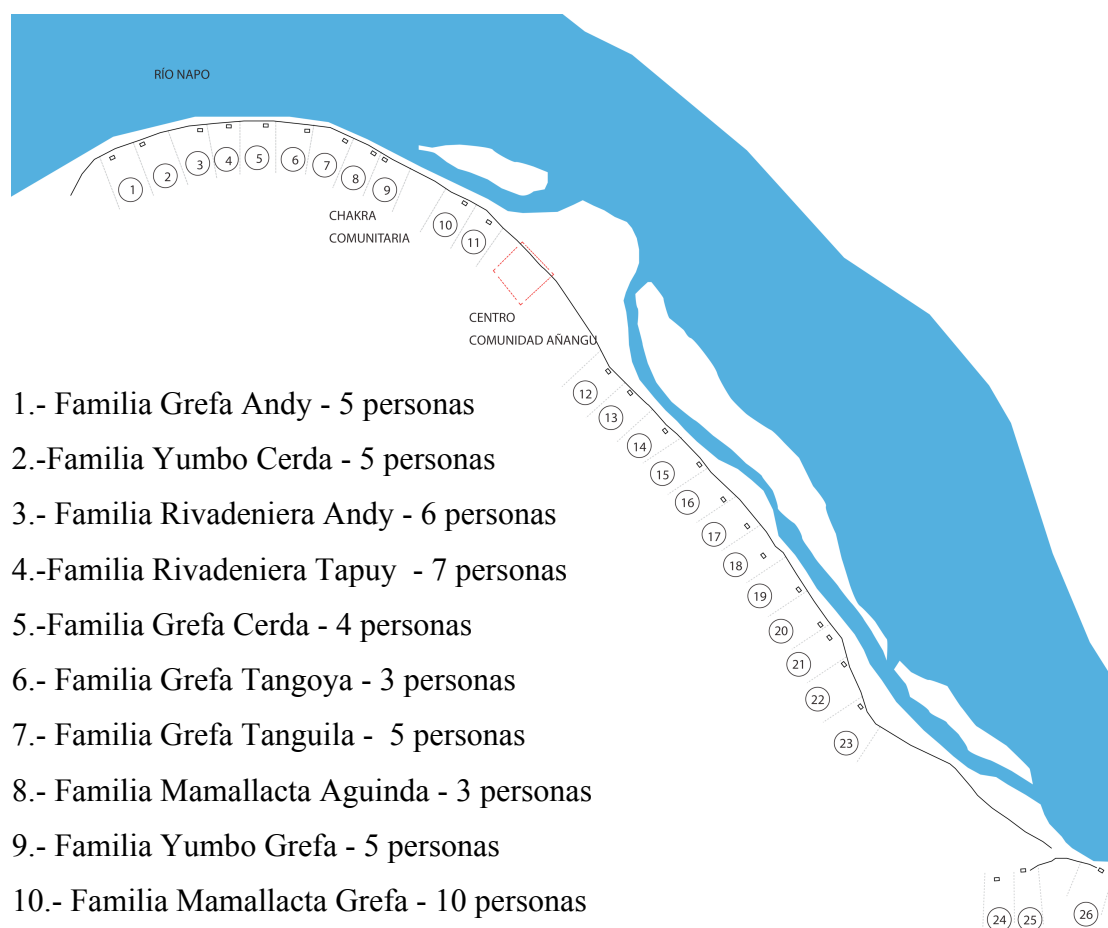 RÍO NAPO
1
2
3
4
5
6
7
8
9
CHAKRA
COMUNITARIA
10
11
CENTRO
COMUNIDAD AÑANGU
12
13
14
15
16
17
18
19
20
21
22
23
24
25
26
1.- Familia Grefa Andy - 5 personas
2.-Familia Yumbo Cerda - 5 personas
3.- Familia Rivadeniera Andy - 6 personas
4.-Familia Rivadeniera Tapuy - 7 personas
5.-Familia Grefa Cerda - 4 personas
6.- Familia Grefa Tangoya - 3 personas
7.- Familia Grefa Tanguila - 5 personas
8.- Familia Mamallacta Aguinda - 3 personas
9.- Familia Yumbo Grefa - 5 personas
10.- Familia Mamallacta Grefa - 10 personas